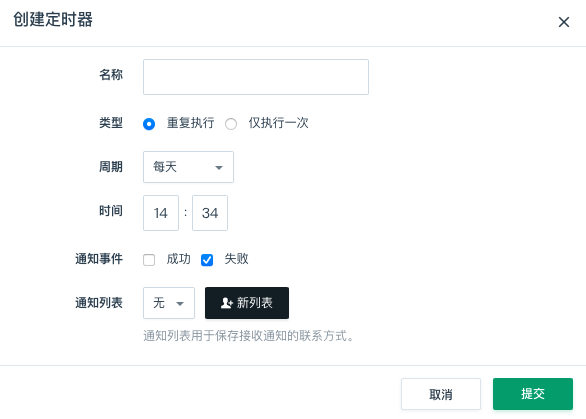 创建定时器
名称
类型 重复执行 仅执行一次
周期 每天
时间 14 : 34
通知事件 成功 失败
通知列表 无 新列表
通知列表用于保存接收通知的联系方式。
取消 提交